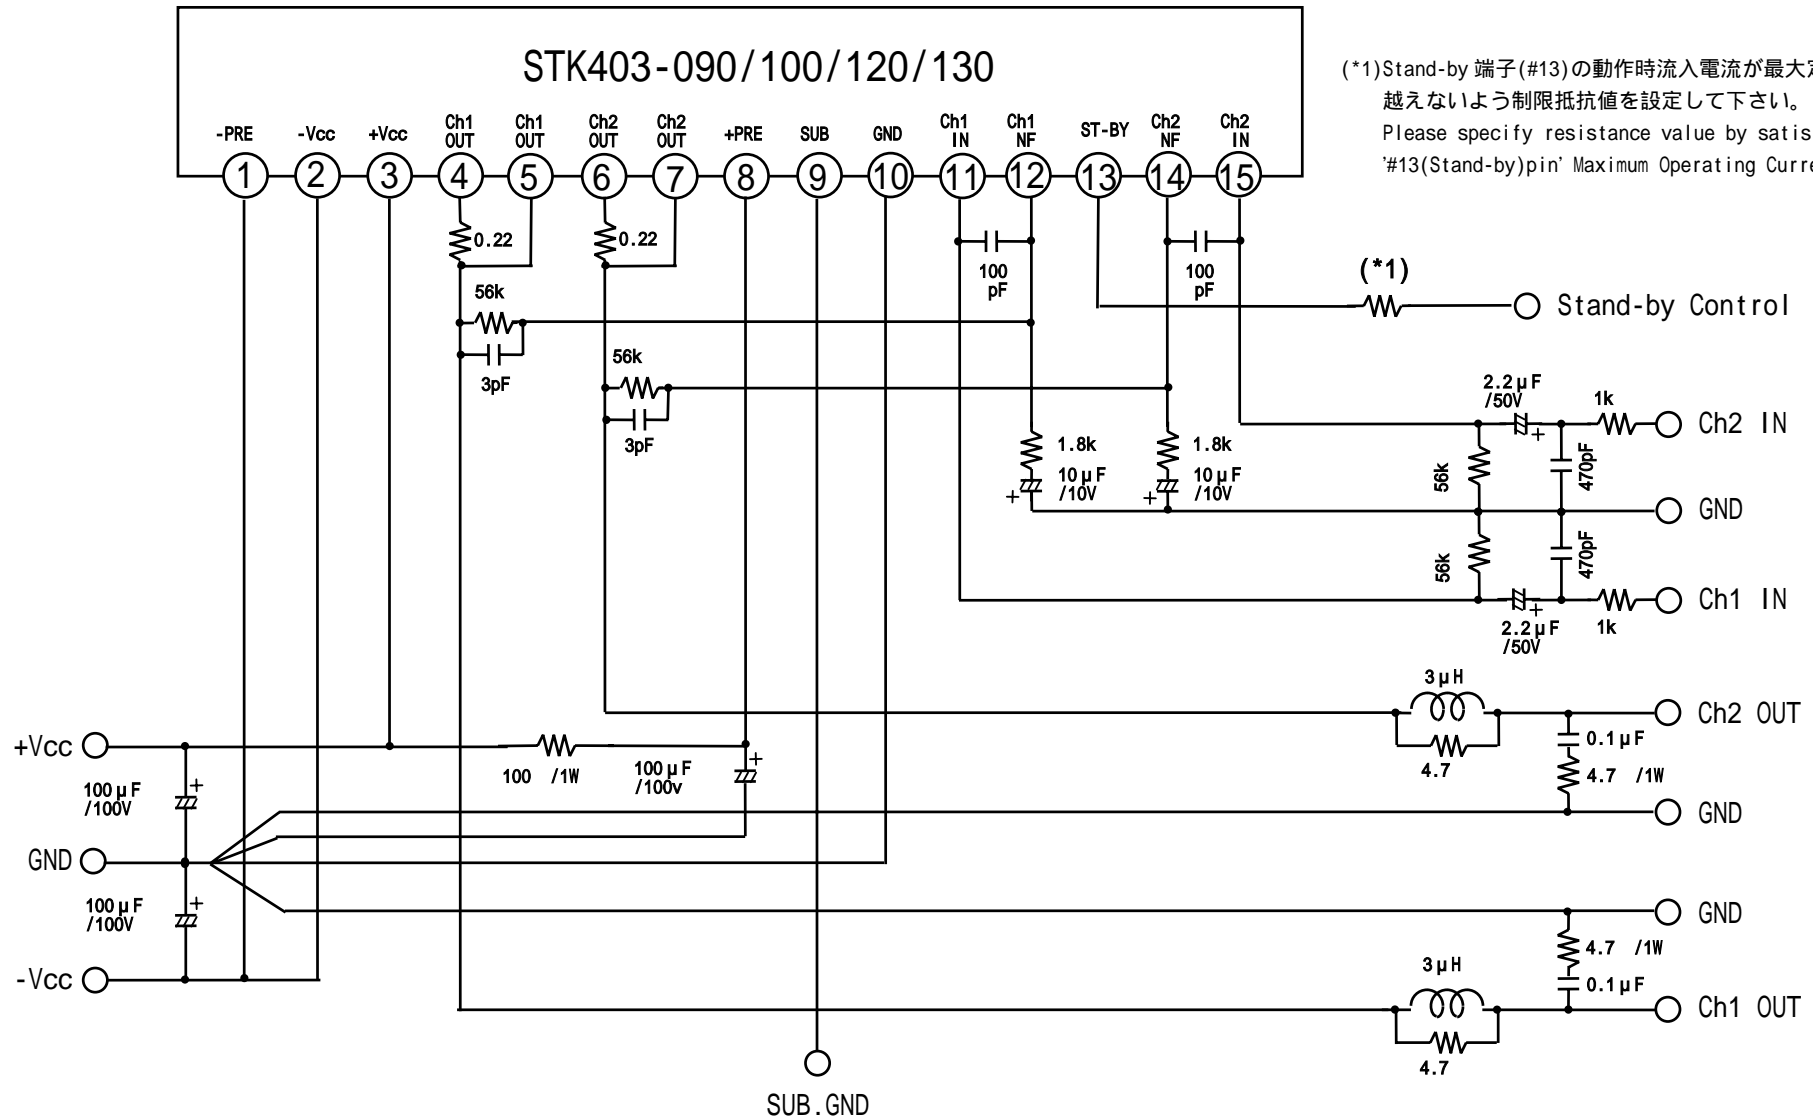 STK403-090/100/120/130
-PRE
-Vcc
+Vcc
Ch1 OUT
Ch1 OUT
Ch2 OUT
Ch2 OUT
+PRE
SUB
GND
Ch1 IN
Ch1 NF
ST-BY
Ch2 NF
Ch2 IN
1 2 3 4 5 6 7 8 9 10 11 12 13 14 15
(*1)Stand-by 端子(#13)の動作時流入電流が最大
越えないよう制限抵抗値を設定して下さい。
Please specify resistance value by
'#13(Stand-by)pin' Maximum Operating
0.22
0.22
100
pF
100
pF
(*1)
Stand-by Control
56k
3pF
56k
3pF
2.2μF
/50V
1k
Ch2 IN
1.8k
10μF
/10V
+
1.8k
10μF
/10V
+
+
56k
470pF
GND
56k
470pF
Ch1 IN
+
2.2μF
/50V
1k
3μH
4.7
Ch2 OUT
0.1μF
4.7 /1W
GND
+Vcc
100 /1W
100μF
/100v
+
100μF
/100V
+
GND
100μF
/100V
+
-Vcc
GND
4.7 /1W
0.1μF
3μH
4.7
Ch1 OUT
SUB.GND